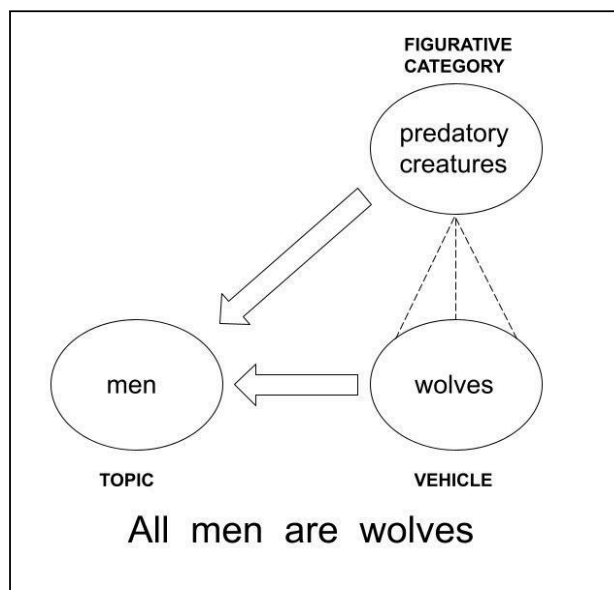 FIGURATIVE
CATEGORY
predatory
creatures
men
wolves
TOPIC
VEHICLE
All men are wolves